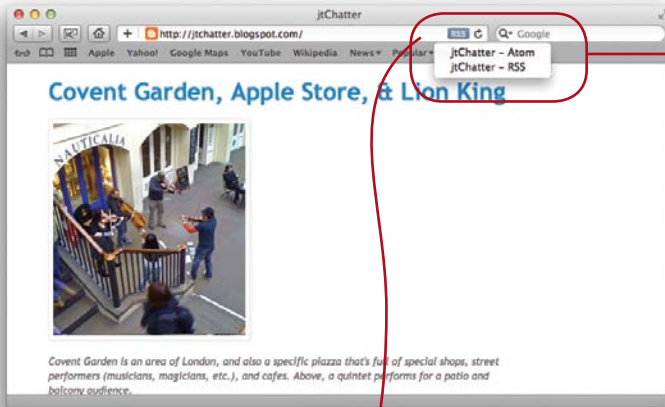 jtChatter
+ http://jtchatter.blogspot.com/ RSS Q Google
Apple Yahoo! Google Maps YouTube Wikipedia News▼ Popular▼
jtChatter – Atom
jtChatter – RSS
Covent Garden, Apple Store, & Lion King
NAUTICALIA
Covent Garden is an area of London, and also a specific piazza that's full of special shops, street
performers (musicians, magicians, etc.), and cafes. Above, a quintet performs for a patio and
balcony audience.